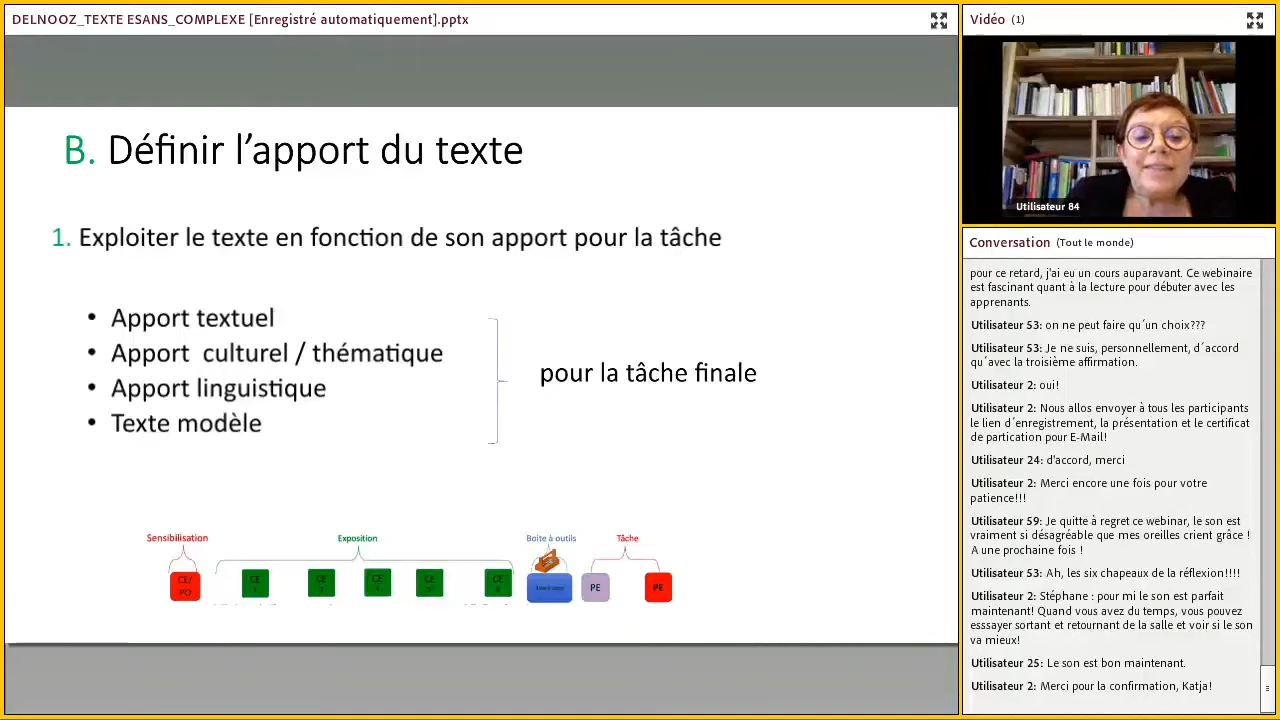 DELNOOZ_TEXTE ESANS_COMPLEXE [Enregistré automatiquement].pptx
B. Définir l'apport du texte
1. Exploiter le texte en fonction de son apport pour la tâche
• Apport textuel
• Apport culturel / thématique
• Apport linguistique
• Texte modèle
pour la tâche finale
Sensibilisation
Exposition
Boite à outils
Tâche
CE/
PO
CE
CE
CE
CE
CE
PE
PE
Vidéo (1)
Utilisateur 84
Conversation (Tout le monde)
pour ce retard, j'ai eu un cours auparavant. Ce webinaire
est fascinant quant à la lecture pour débuter avec les
apprenants.
Utilisateur 53: on ne peut faire qu´un choix???
Utilisateur 53: Je ne suis, personnellement, d´accord
qu´avec la troisième affirmation.
Utilisateur 2: oui!
Utilisateur 2: Nous allos envoyer à tous les participants
le lien d´enregistrement, la présentation et le certificat
de partication pour E-Mail!
Utilisateur 24: d'accord, merci
Utilisateur 2: Merci encore une fois pour votre
patience!!!
Utilisateur 59: Je quitte à regret ce webinar, le son est
vraiment si désagréable que mes oreilles crient grâce !
A une prochaine fois !
Utilisateur 53: Ah, les six chapeaux de la réflexion!!!!
Utilisateur 2: Stéphane : pour mi le son est parfait
maintenant! Quand vous avez du temps, vous pouvez
esssayer sortant et retournant de la salle et voir si le son
va mieux!
Utilisateur 25: Le son est bon maintenant.
Utilisateur 2: Merci pour la confirmation, Katja!